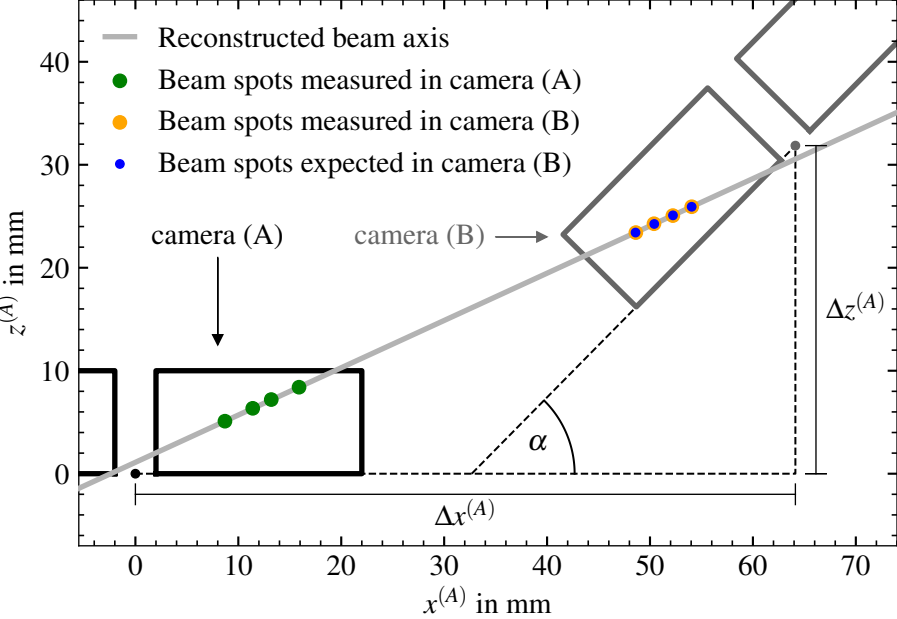 Reconstructed beam axis
Beam spots measured in camera (A)
Beam spots measured in camera (B)
Beam spots expected in camera (B)
camera (A)
camera (B)
Δz^(A)
α
Δx^(A)
40
30
20
10
0
z^(A) in mm
0 10 20 30 40 50 60 70
x^(A) in mm